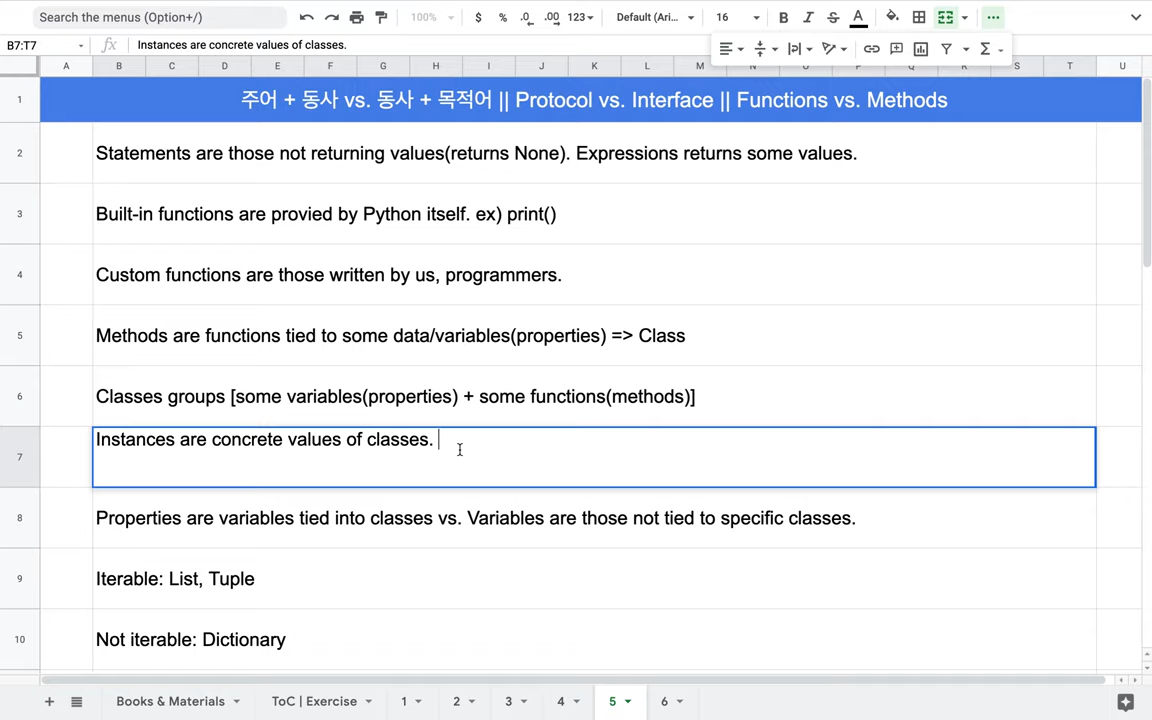 Search the menus (Option+/)
100%
$ % .0 .00 123
Default (Ari...
16
B I S A
B7:T7
fx
Instances are concrete values of classes.
A B C D E F G H I J K L M N O P Q R S T U
1 주어 + 동사 vs. 동사 + 목적어 || Protocol vs. Interface || Functions vs. Methods
2 Statements are those not returning values(returns None). Expressions returns some values.
3 Built-in functions are provied by Python itself. ex) print()
4 Custom functions are those written by us, programmers.
5 Methods are functions tied to some data/variables(properties) => Class
6 Classes groups [some variables(properties) + some functions(methods)]
7 Instances are concrete values of classes.
8 Properties are variables tied into classes vs. Variables are those not tied to specific classes.
9 Iterable: List, Tuple
10 Not iterable: Dictionary
Books & Materials ToC | Exercise 1 2 3 4 5 6